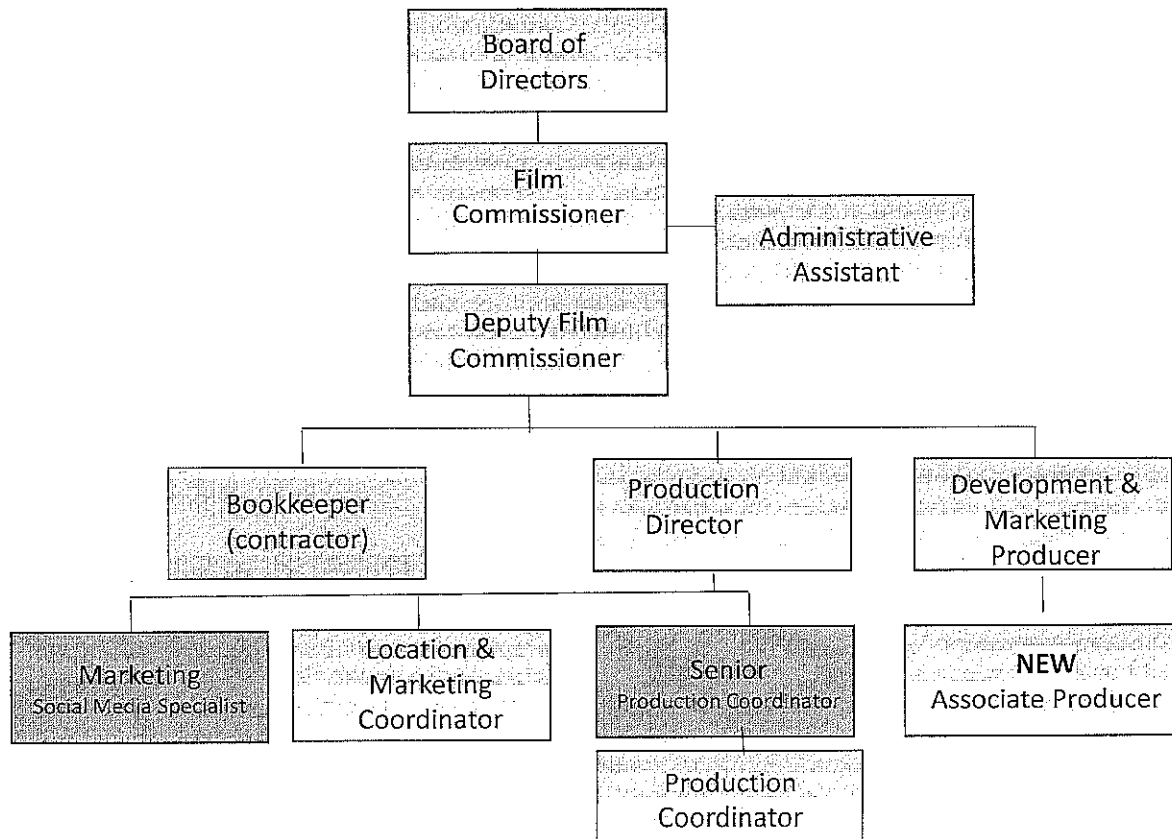 Board of
Directors
Film
Commissioner
Administrative
Assistant
Deputy Film
Commissioner
Bookkeeper
(contractor)
Production
Director
Development &
Marketing
Producer
Marketing
Social Media Specialist
Location &
Marketing
Coordinator
Senior
Production Coordinator
NEW
Associate Producer
Production
Coordinator